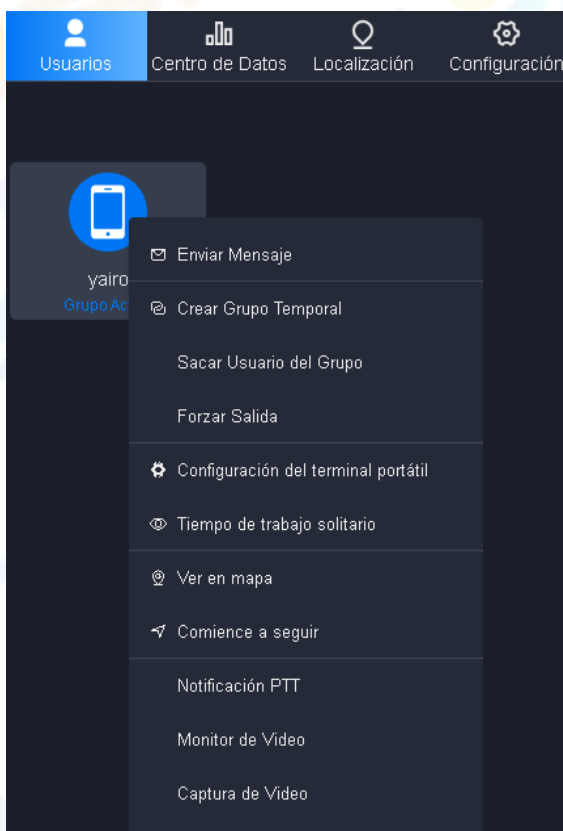 Usuarios
Centro de Datos
Localización
Configuración
yairo
Grupo
Enviar Mensaje
Crear Grupo Temporal
Sacar Usuario del Grupo
Forzar Salida
Configuración del terminal portátil
Tiempo de trabajo solitario
Ver en mapa
Comience a seguir
Notificación PTT
Monitor de Video
Captura de Video